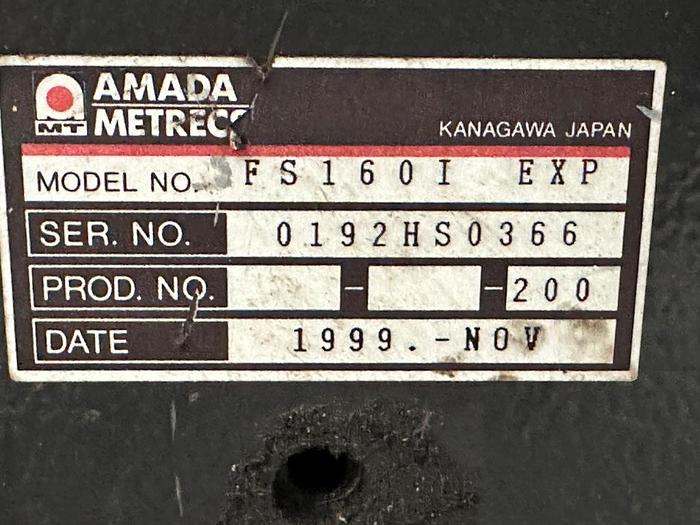 AMADA
METRECS
MT
KANAGAWA JAPAN
MODEL NO. FS160I EXP
SER. NO. 0192HS0366
PROD. NO. - -200
DATE 1999.-NOV